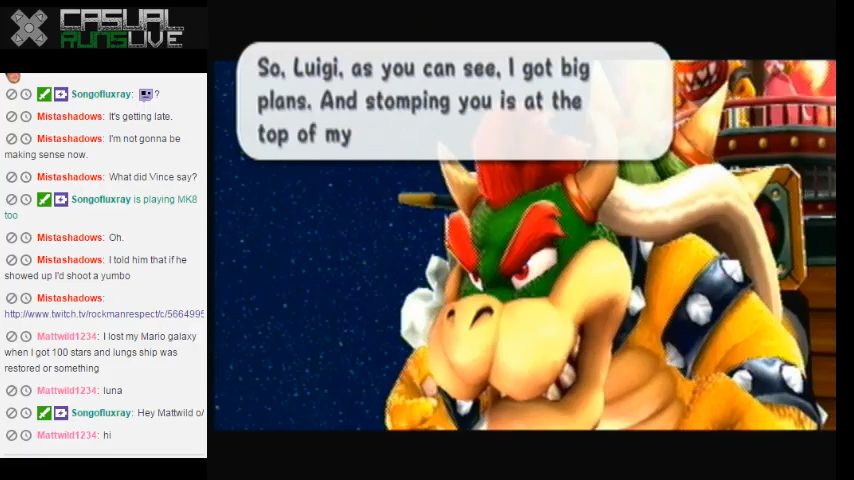 CASUAL
RUNSLIVE
Songofluxray: ?
Mistashadows: It's getting late.
Mistashadows: I'm not gonna be
making sense now.
Mistashadows: What did Vince say?
Songofluxray is playing MK8
too
Mistashadows: Oh.
Mistashadows: I told him that if he
showed up I'd shoot a yumbo
Mistashadows:
http://www.twitch.tv/rockmanrespect/c/5664995
Mattwild1234: I lost my Mario galaxy
when I got 100 stars and lungs ship was
restored or something
Mattwild1234: luna
Songofluxray: Hey Mattwild o/
Mattwild1234: hi
So, Luigi, as you can see, I got big
plans. And stomping you is at the
top of my